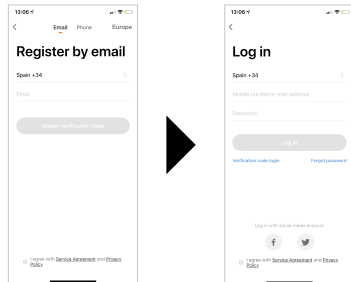 13:06
Email Phone Europe
Register by email
Spain +34
Email
Obtain verification code
I agree with Service Agreement and Privacy
Policy
13:06
Log in
Spain +34
Mobile number/e-mail address
Password
Log in
Verification code login Forgot password
Log in with social media account
I agree with Service Agreement and Privacy
Policy